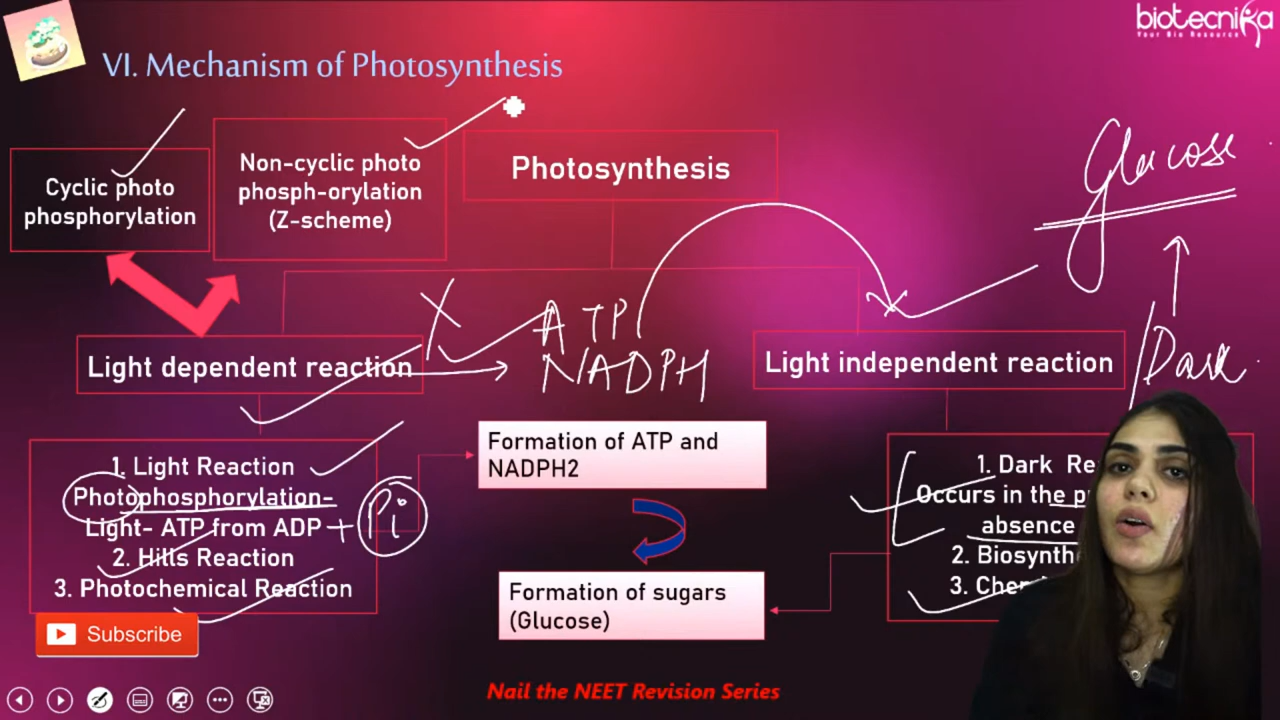 biotecnika
Your Bio Resource
VI. Mechanism of Photosynthesis
Cyclic photo
phosphorylation
Non-cyclic photo
phosph-orylation
(Z-scheme)
Photosynthesis
Glucose
Light dependent reaction
ATP
NADPH
Light independent reaction
Dark
1. Light Reaction
Photophosphorylation-
Light- ATP from ADP + Pi
2. Hills Reaction
3. Photochemical Reaction
Formation of ATP and
NADPH2
Formation of sugars
(Glucose)
1. Dark
Occurs in the
absence
2.
3.
Subscribe
Nail the NEET Revision Series